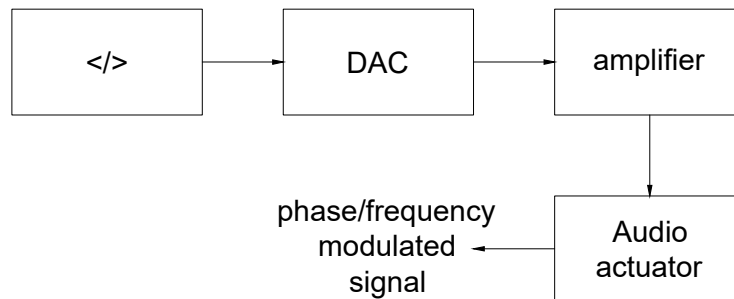 </>
DAC
amplifier
phase/frequency
modulated
signal
Audio
actuator